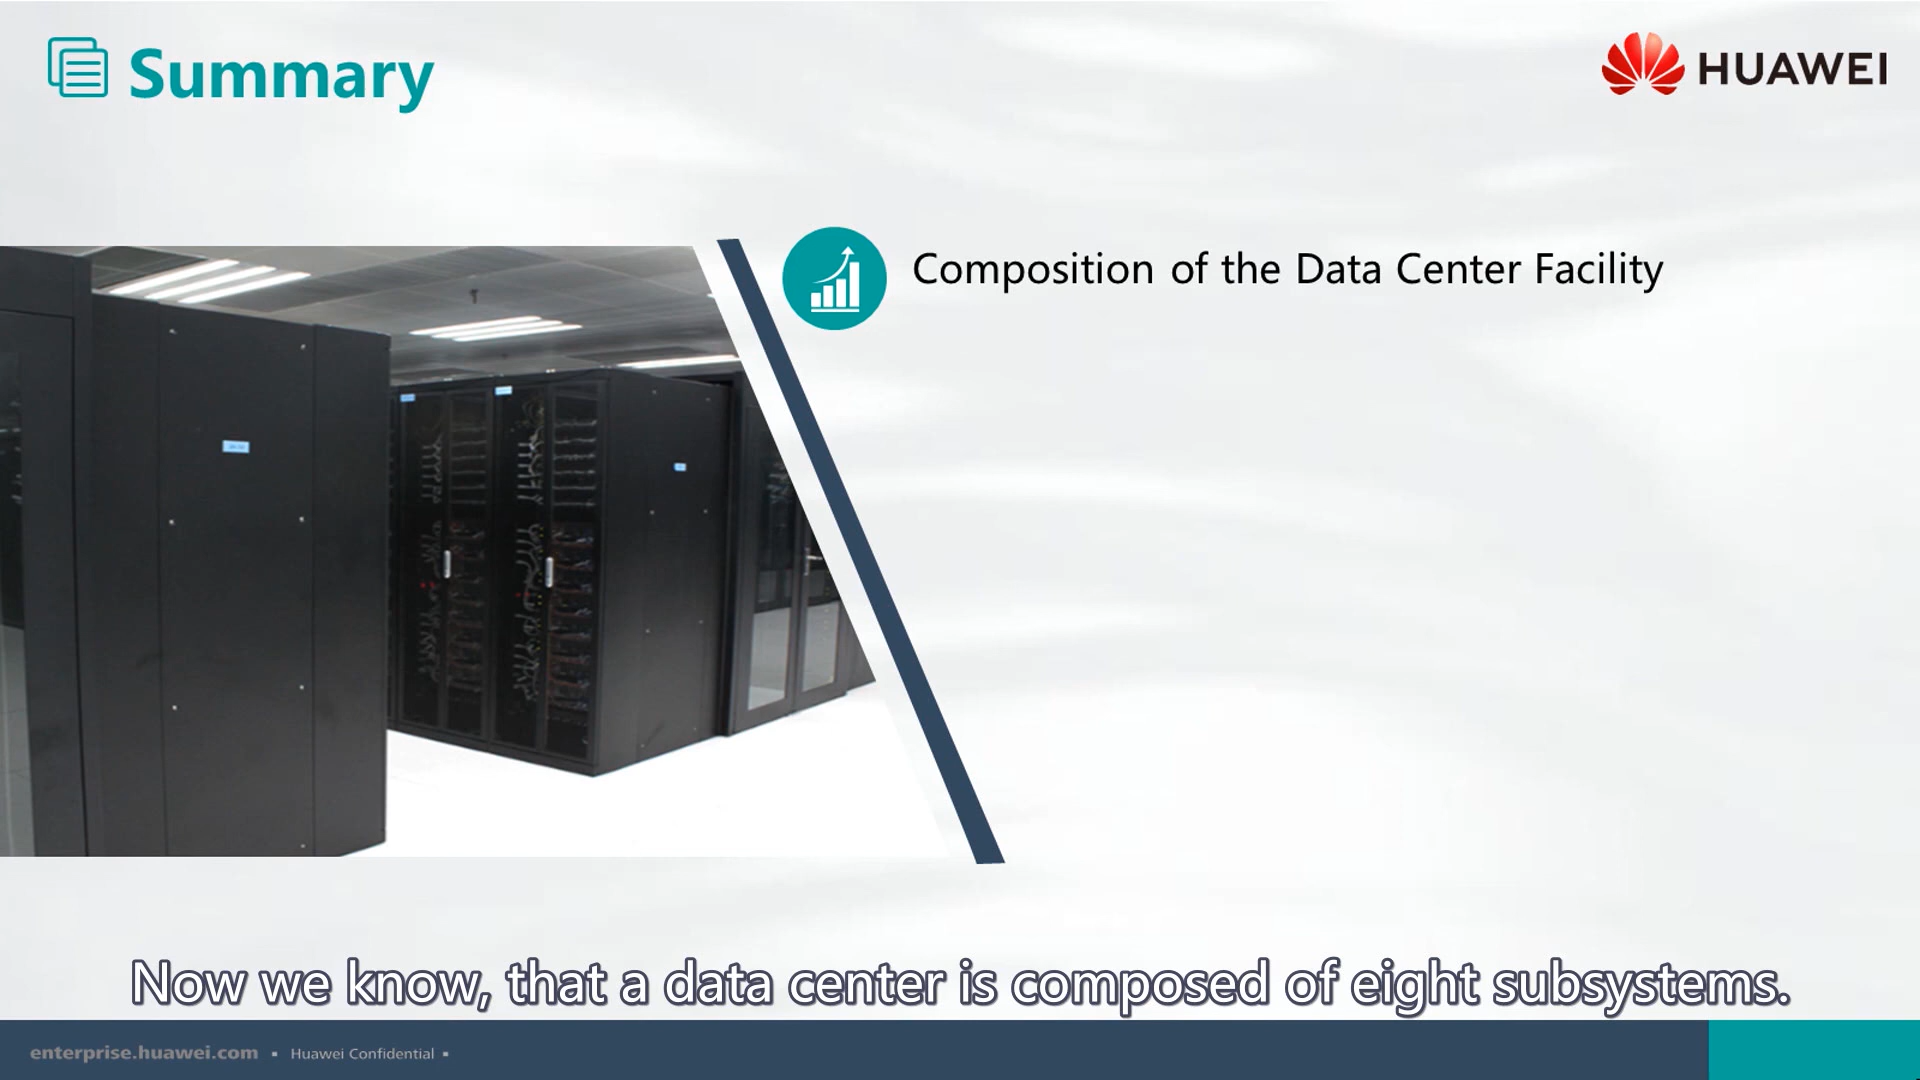 Summary
HUAWEI
Composition of the Data Center Facility
Now we know, that a data center is composed of eight subsystems.
enterprise.huawei.com ▪ Huawei Confidential ▪